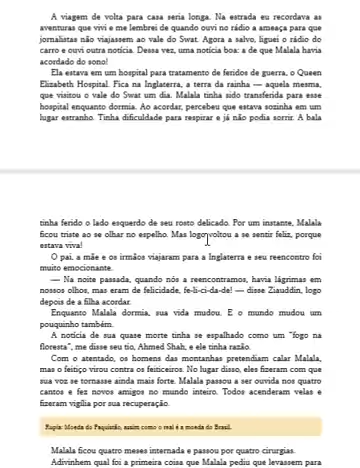 A viagem de volta para casa seria longa. Na estrada eu recordava as
aventuras que vivi e me lembrei de quando ouvi no rádio a ameaça para que
jornalistas não viajassem ao vale do Swat. Agora a salvo, liguei o rádio do
carro e ouvi outra notícia. Dessa vez, uma notícia boa: a de que Malala havia
acordado do sono!
Ela estava em um hospital para tratamento de feridos de guerra, o Queen
Elizabeth Hospital. Fica na Inglaterra, a terra da rainha — aquela mesma,
que visitou o vale do Swat um dia. Malala tinha sido transferida para esse
hospital enquanto dormia. Ao acordar, percebeu que estava sozinha em um
lugar estranho. Tinha dificuldade para respirar e já não podia sorrir. A bala
tinha ferido o lado esquerdo de seu rosto delicado. Por um instante, Malala
ficou triste ao se olhar no espelho. Mas logo voltou a se sentir feliz, porque
estava viva!
O pai, a mãe e os irmãos viajaram para a Inglaterra e seu reencontro foi
muito emocionante.
— Na noite passada, quando nós a reencontramos, havia lágrimas em
nossos olhos, mas eram de felicidade, fe-li-ci-da-de! — disse Ziauddin, logo
depois de a filha acordar.
Enquanto Malala dormia, sua vida mudou. E o mundo mudou um
pouquinho também.
A notícia de sua quase morte tinha se espalhado como um "fogo na
floresta", me disse seu tio, Ahmed Shah, e ele tinha razão.
Com o atentado, os homens das montanhas pretendiam calar Malala,
mas o feitiço virou contra os feiticeiros. No lugar disso, eles fizeram com que
sua voz se tornasse ainda mais forte. Malala passou a ser ouvida nos quatro
cantos e fez novos amigos no mundo inteiro. Todos acenderam velas e
fizeram vigília por sua recuperação.
Rupia: Moeda do Paquistão, assim como o real é a moeda do Brasil.
Malala ficou quatro meses internada e passou por quatro cirurgias.
Adivinhem qual foi a primeira coisa que Malala pediu que levassem para